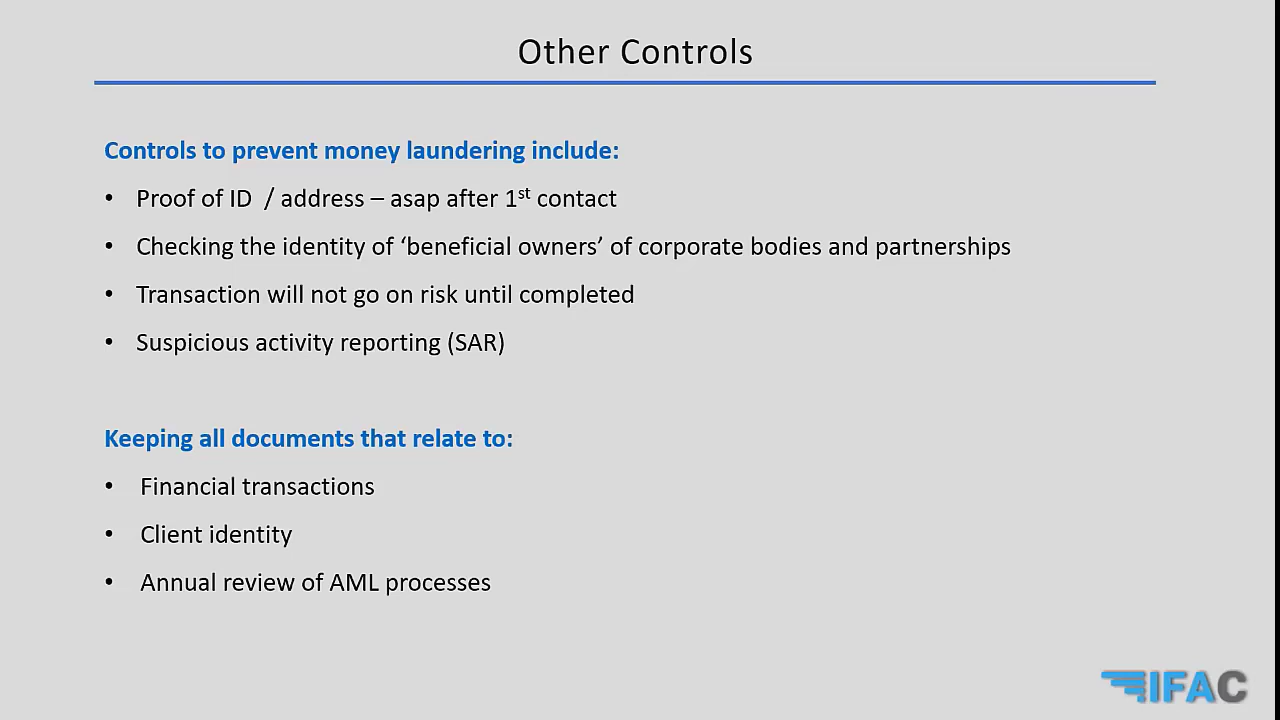 Other Controls
Controls to prevent money laundering include:
• Proof of ID / address – asap after 1st contact
• Checking the identity of ‘beneficial owners’ of corporate bodies and partnerships
• Transaction will not go on risk until completed
• Suspicious activity reporting (SAR)
Keeping all documents that relate to:
• Financial transactions
• Client identity
• Annual review of AML processes
IFAC